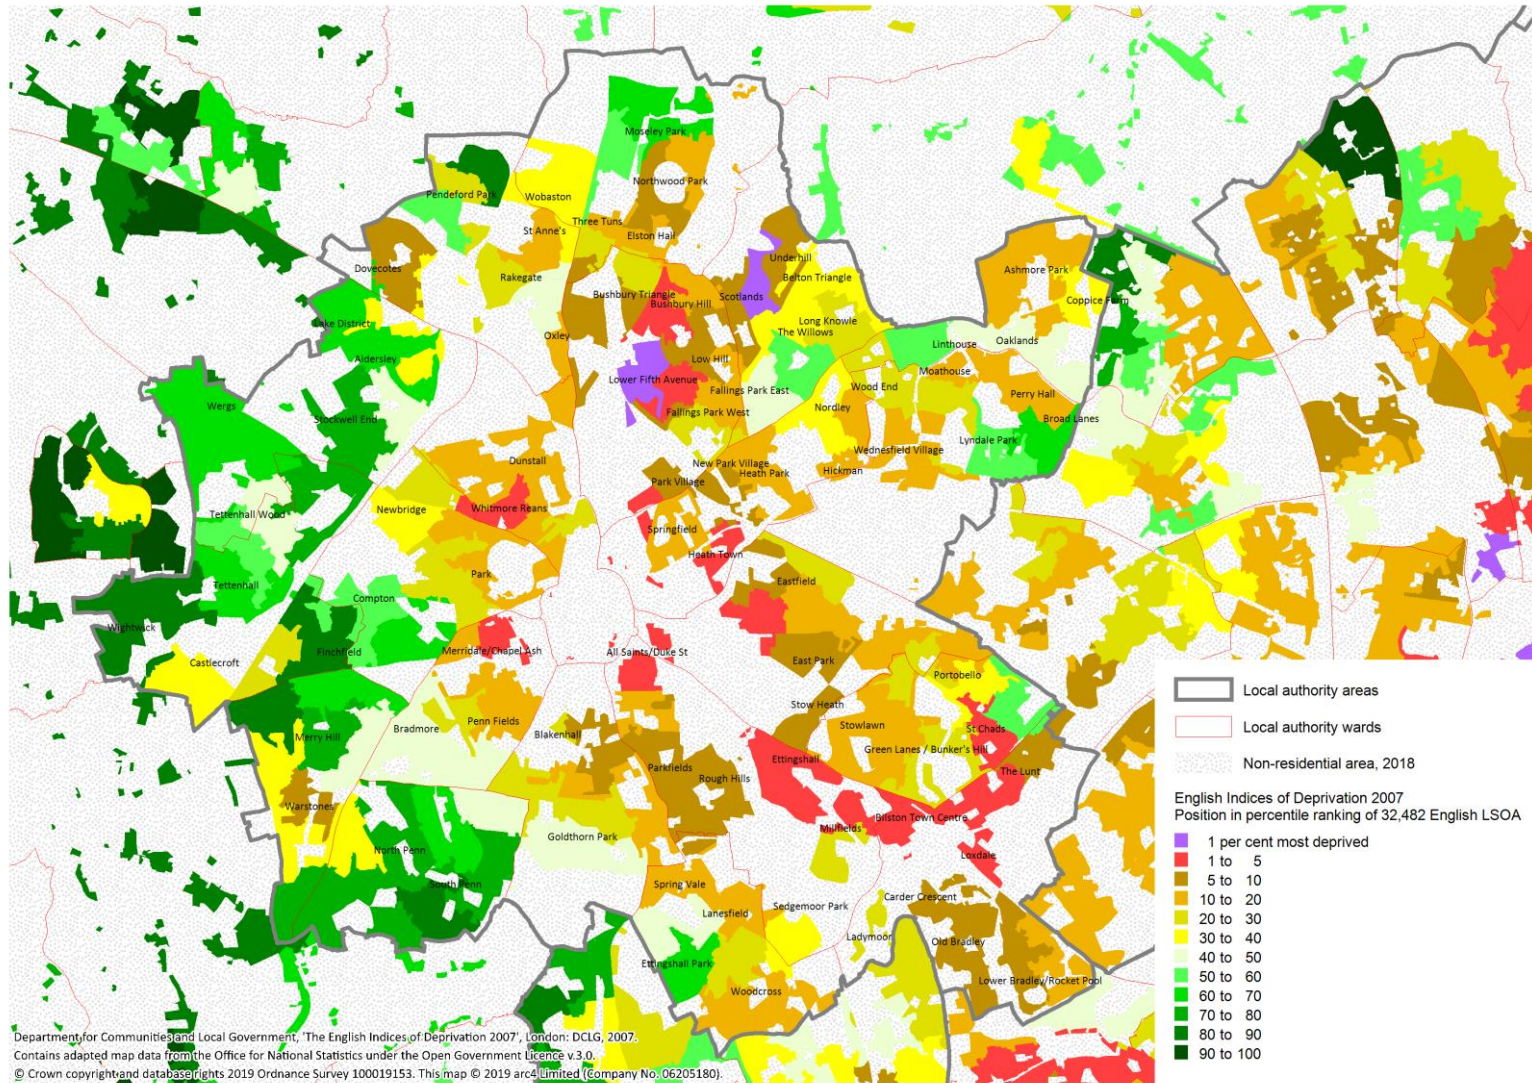 Moseley Park
Northwood Park
Pendeford Park
Wobaston
Three Tuns
St Anne's
Elston Hall
Dovecotes
Rakegate
Underhill
Belton Triangle
Ashmore Park
Coppice Farm
Bushbury Triangle
Bushbury Hill
Scotlands
Long Knowle
The Willows
Lake District
Oxley
Linthouse
Oaklands
Aldersley
Low Hill
Moathouse
Lower Fifth Avenue
Fallings Park East
Wood End
Perry Hall
Wergs
Stockwell End
Fallings Park West
Nordley
Broad Lanes
Lyndale Park
Wednesfield Village
Dunstall
New Park Village
Heath Park
Hickman
Park Village
Newbridge
Whitmore Reans
Tettenhall Wood
Springfield
Heath Town
Park
Eastfield
Tettenhall
Compton
Wightwick
Finchfield
Merridale/Chapel Ash
All Saints/Duke St
Castlecroft
East Park
Portobello
Stow Heath
Penn Fields
Bradmore
Stowlawn
St Chads
Merry Hill
Blakenhall
Green Lanes / Bunker's Hill
Ettingshall
Parkfields
Rough Hills
The Lunt
Warstones
Bilston Town Centre
Millfields
Goldthorn Park
North Penn
Loxdale
South Penn
Spring Vale
Carder Crescent
Sedgemoor Park
Lanesfield
Ladymoor
Old Bradley
Ettingshall Park
Lower Bradley/Rocket Pool
Woodcross
Local authority areas
Local authority wards
Non-residential area, 2018
English Indices of Deprivation 2007
Position in percentile ranking of 32,482 English LSOA
1 per cent most deprived
1 to 5
5 to 10
10 to 20
20 to 30
30 to 40
40 to 50
50 to 60
60 to 70
70 to 80
80 to 90
90 to 100
Department for Communities and Local Government, 'The English Indices of Deprivation 2007', London: DCLG, 2007.
Contains adapted map data from the Office for National Statistics under the Open Government Licence v.3.0.
© Crown copyright and database rights 2019 Ordnance Survey 100019153. This map © 2019 arc4 Limited (Company No. 06205180).